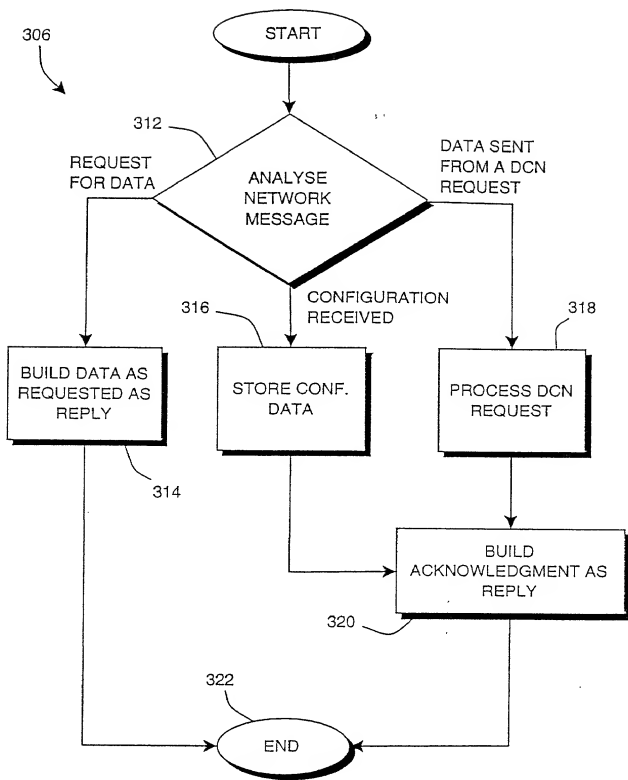 START
306
312
REQUEST
FOR DATA
ANALYSE
NETWORK
MESSAGE
DATA SENT
FROM A DCN
REQUEST
CONFIGURATION
RECEIVED
316
318
BUILD DATA AS
REQUESTED AS
REPLY
STORE CONF.
DATA
PROCESS DCN
REQUEST
314
BUILD
ACKNOWLEDGMENT AS
REPLY
320
322
END